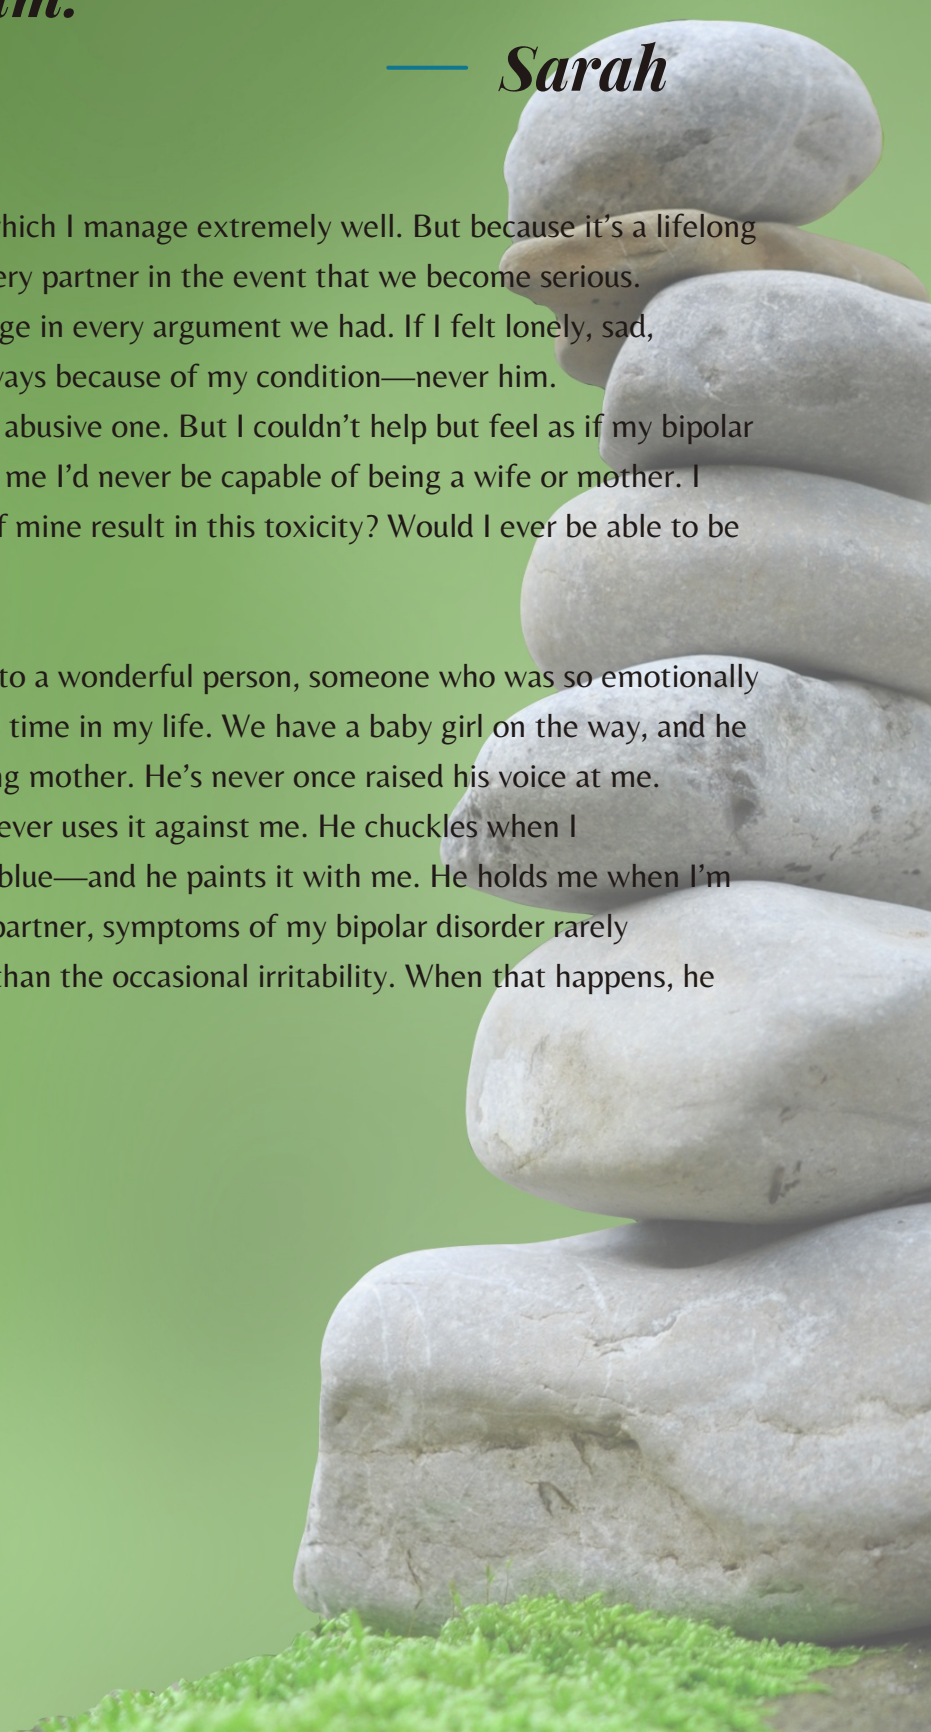 — Sarah
I manage extremely well. But because it’s a lifelong
partner in the event that we become serious.
in every argument we had. If I felt lonely, sad,
because of my condition—never him.
abusive one. But I couldn’t help but feel as if my bipolar
me I’d never be capable of being a wife or mother. I
mine result in this toxicity? Would I ever be able to be
to a wonderful person, someone who was so emotionally
time in my life. We have a baby girl on the way, and he
mother. He’s never once raised his voice at me.
ever uses it against me. He chuckles when I
blue—and he paints it with me. He holds me when I’m
partner, symptoms of my bipolar disorder rarely
than the occasional irritability. When that happens, he